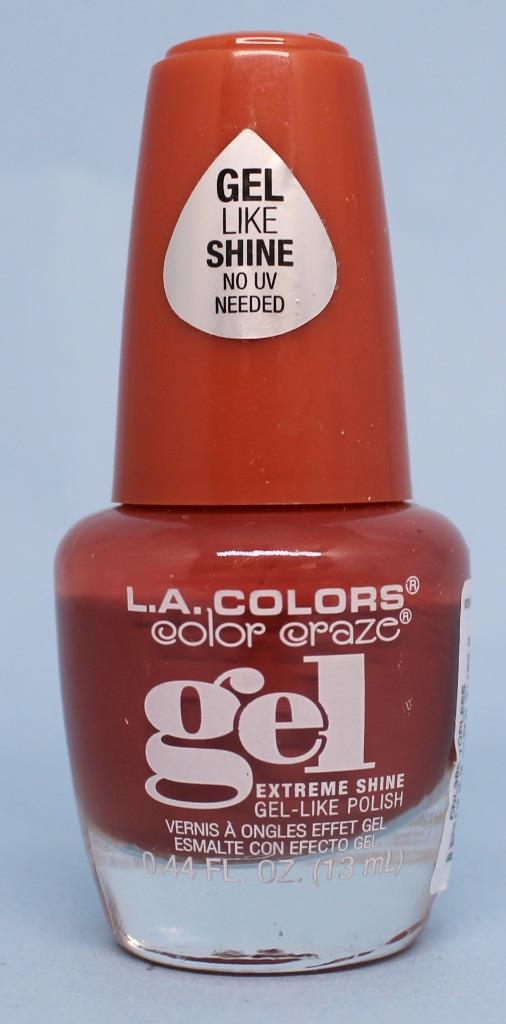 GEL
LIKE
SHINE
NO UV
NEEDED
L.A. COLORS®
color craze®
gel
EXTREME SHINE
GEL-LIKE POLISH
VERNIS À ONGLES EFFET GEL
ESMALTE CON EFECTO GEL
0.44 FL. OZ. (13 mL)